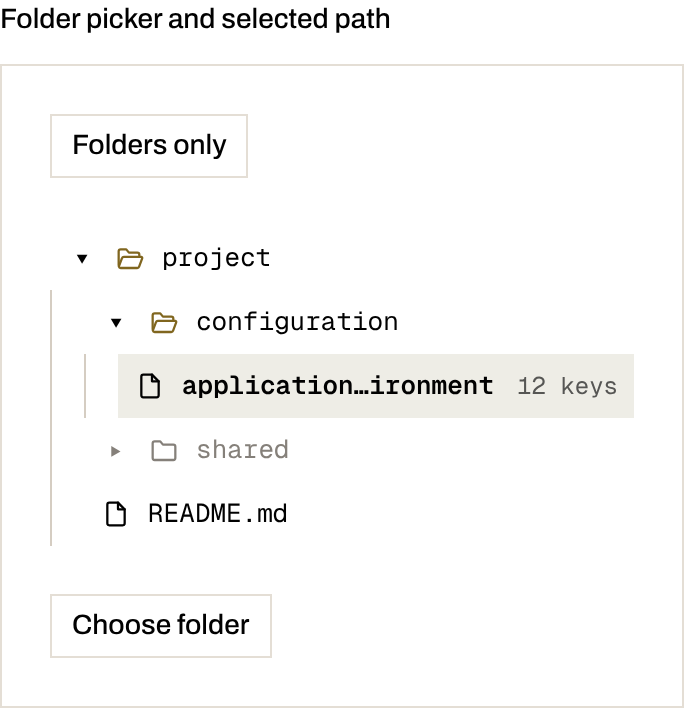 Folder picker and selected path
Folders only
project
configuration
application…ironment 12 keys
shared
README.md
Choose folder